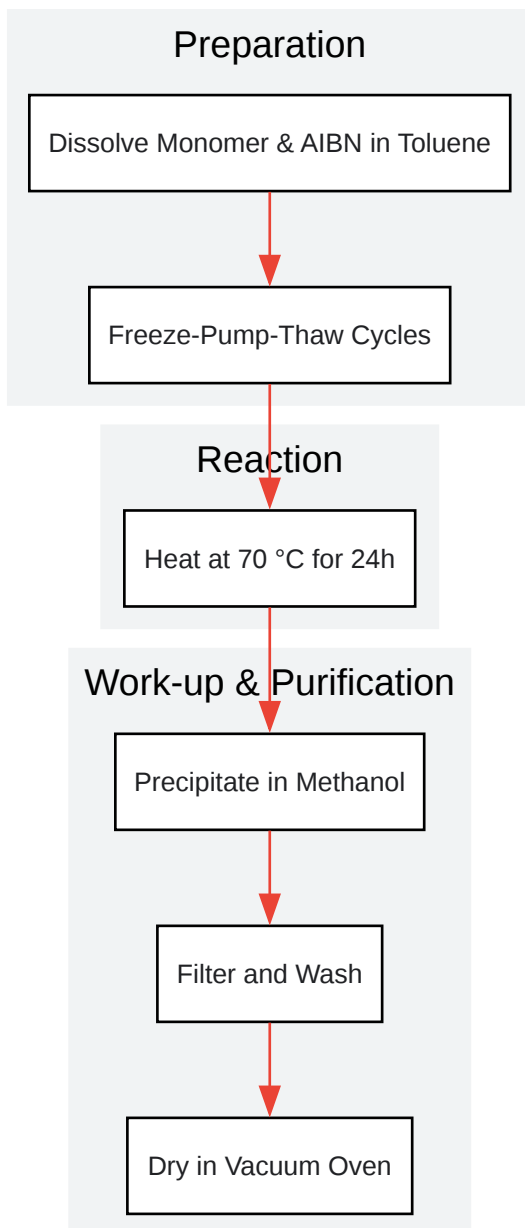 Preparation
Dissolve Monomer & AIBN in Toluene
Freeze-Pump-Thaw Cycles
Reaction
Heat at 70 °C for 24h
Work-up & Purification
Precipitate in Methanol
Filter and Wash
Dry in Vacuum Oven